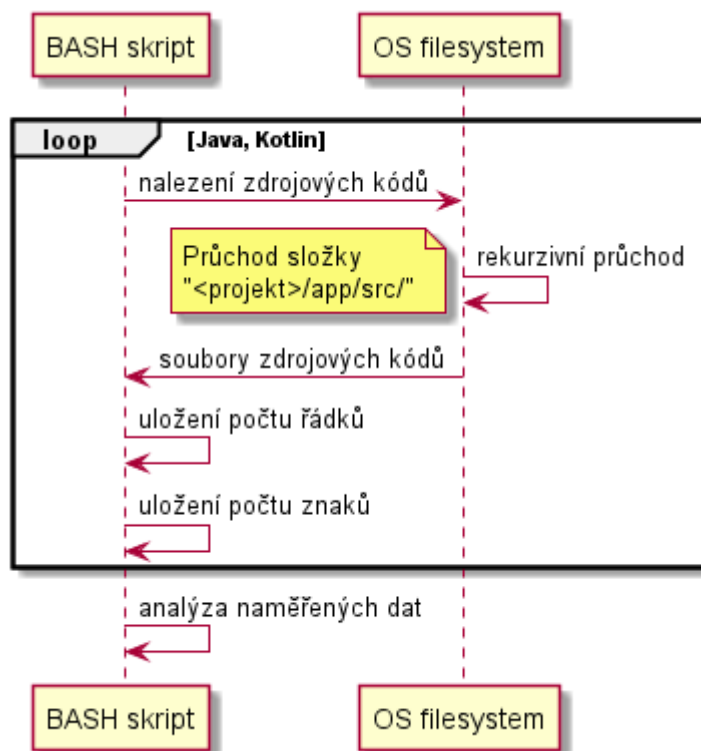 BASH skript
OS filesystem
loop
[Java, Kotlin]
nalezení zdrojových kódů
Průchod složky
"<projekt>/app/src/"
rekurzivní průchod
soubory zdrojových kódů
uložení počtu řádků
uložení počtu znaků
analýza naměřených dat
BASH skript
OS filesystem